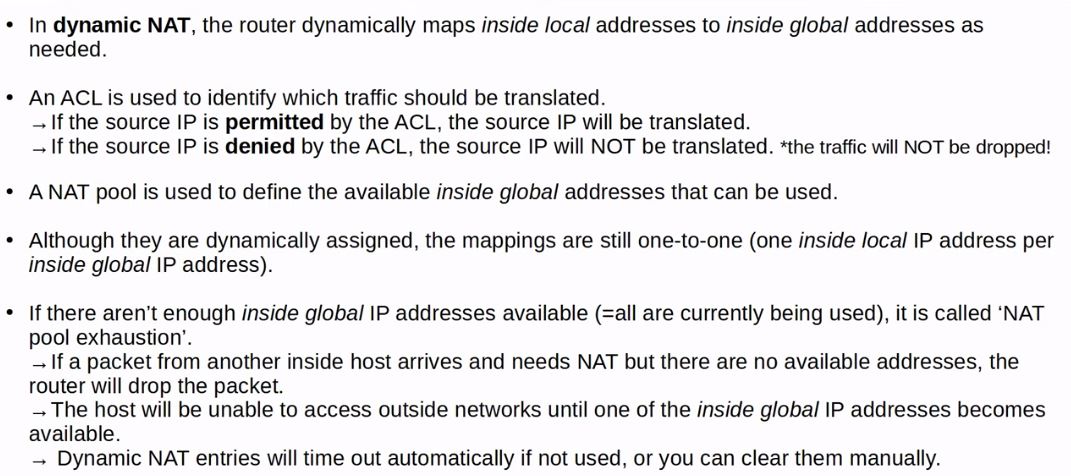 • In dynamic NAT, the router dynamically maps inside local addresses to inside global addresses as
needed.
• An ACL is used to identify which traffic should be translated.
→If the source IP is permitted by the ACL, the source IP will be translated.
→If the source IP is denied by the ACL, the source IP will NOT be translated. *the traffic will NOT be dropped!
• A NAT pool is used to define the available inside global addresses that can be used.
• Although they are dynamically assigned, the mappings are still one-to-one (one inside local IP address per
inside global IP address).
• If there aren’t enough inside global IP addresses available (=all are currently being used), it is called ‘NAT
pool exhaustion’.
→If a packet from another inside host arrives and needs NAT but there are no available addresses, the
router will drop the packet.
→The host will be unable to access outside networks until one of the inside global IP addresses becomes
available.
→ Dynamic NAT entries will time out automatically if not used, or you can clear them manually.